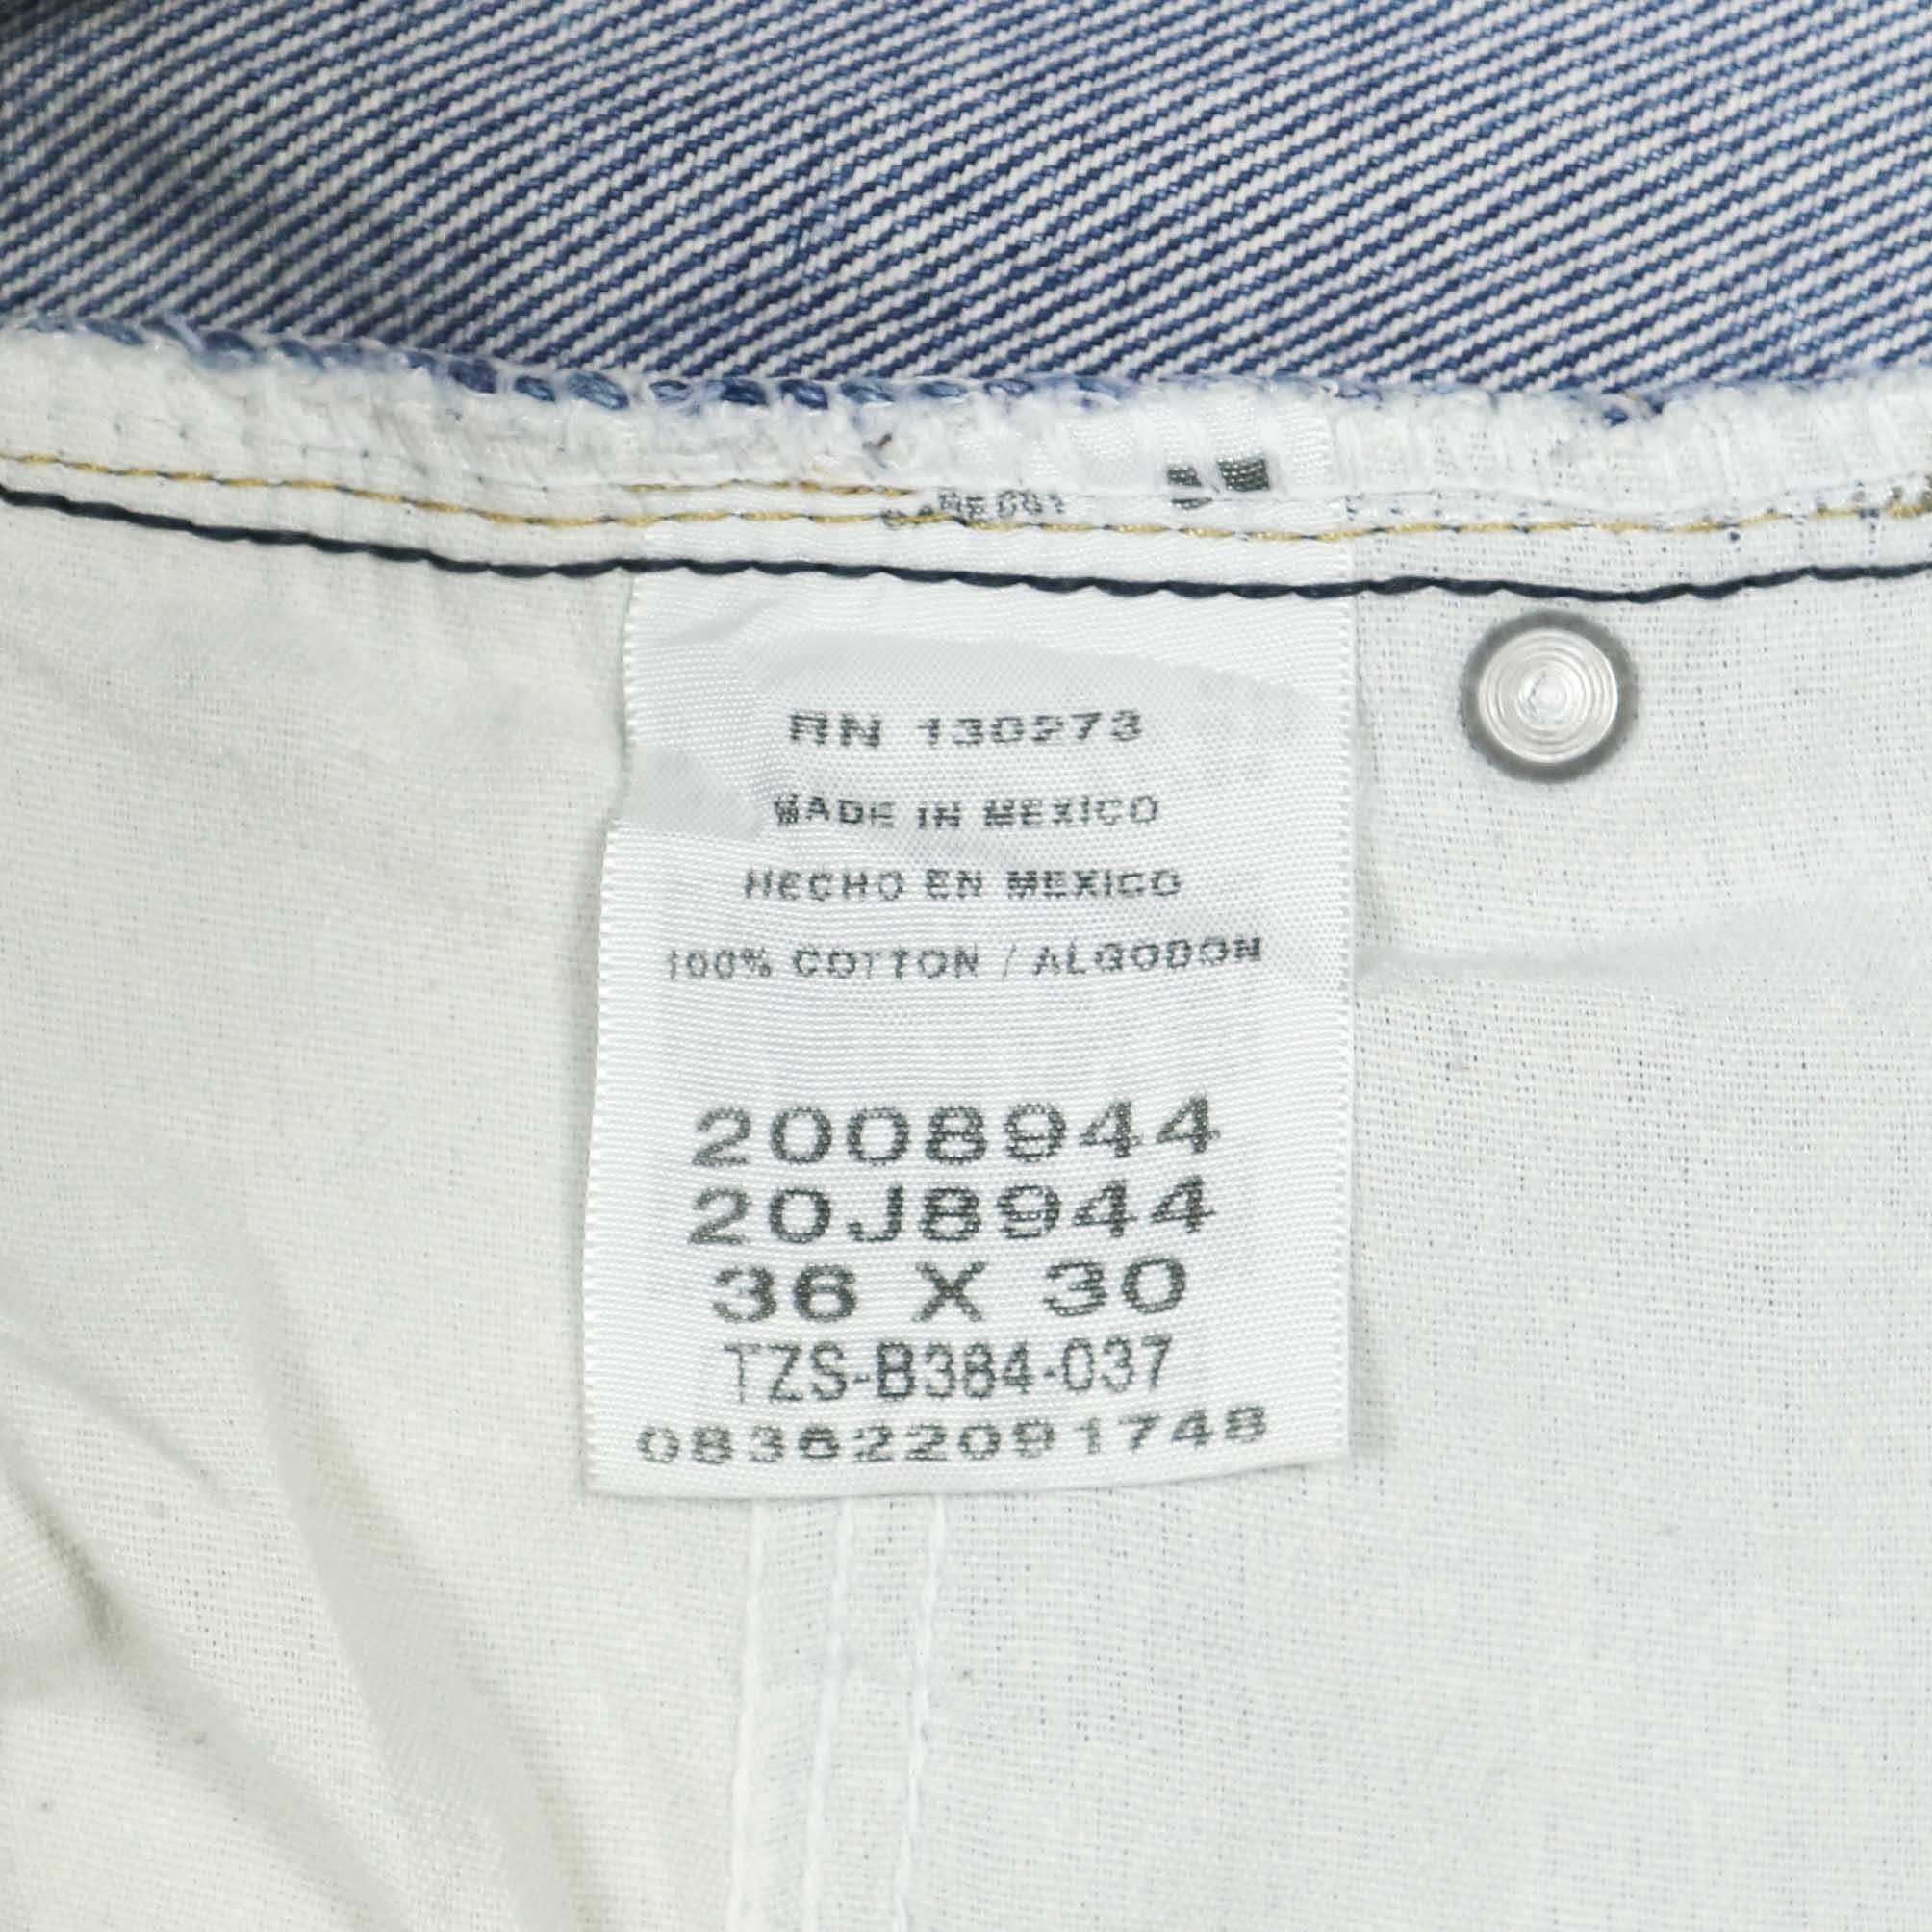 RN 130273
MADE IN MEXICO
HECHO EN MEXICO
100% COTTON / ALGODON
2008944
20J8944
36 X 30
TZS-B384-037
083622091748